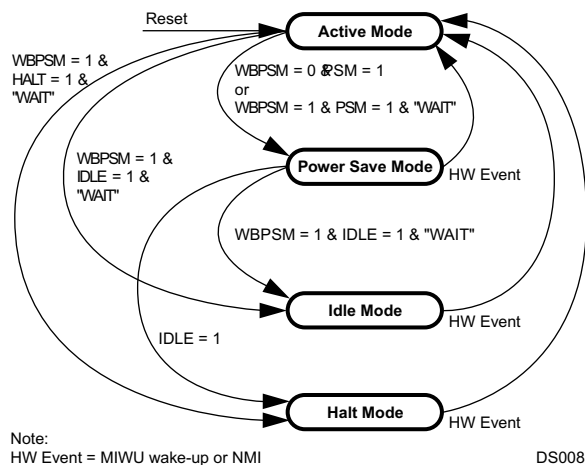 Reset
Active Mode
WBPSM = 1 &
HALT = 1 &
"WAIT"
WBPSM = 0 & PSM = 1
or
WBPSM = 1 & PSM = 1 & "WAIT"
WBPSM = 1 &
IDLE = 1 &
"WAIT"
Power Save Mode
HW Event
WBPSM = 1 & IDLE = 1 & "WAIT"
Idle Mode
HW Event
IDLE = 1
Halt Mode
HW Event
Note:
HW Event = MIWU wake-up or NMI
DS008